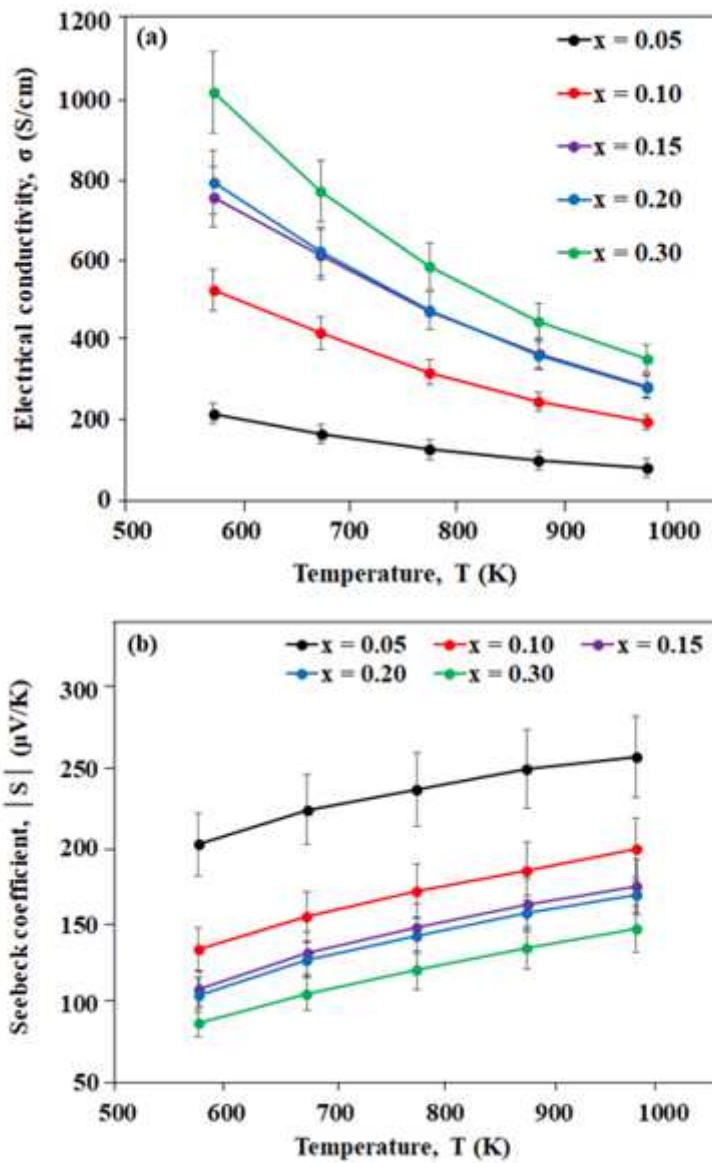 (a)
1200
1000
800
600
400
200
0
Electrical conductivity, σ (S/cm)
x = 0.05
x = 0.10
x = 0.15
x = 0.20
x = 0.30
500 600 700 800 900 1000
Temperature, T (K)
(b)
x = 0.05 x = 0.10 x = 0.15
x = 0.20 x = 0.30
300
250
200
150
100
50
Seebeck coefficient, |S| (μV/K)
500 600 700 800 900 1000
Temperature, T (K)